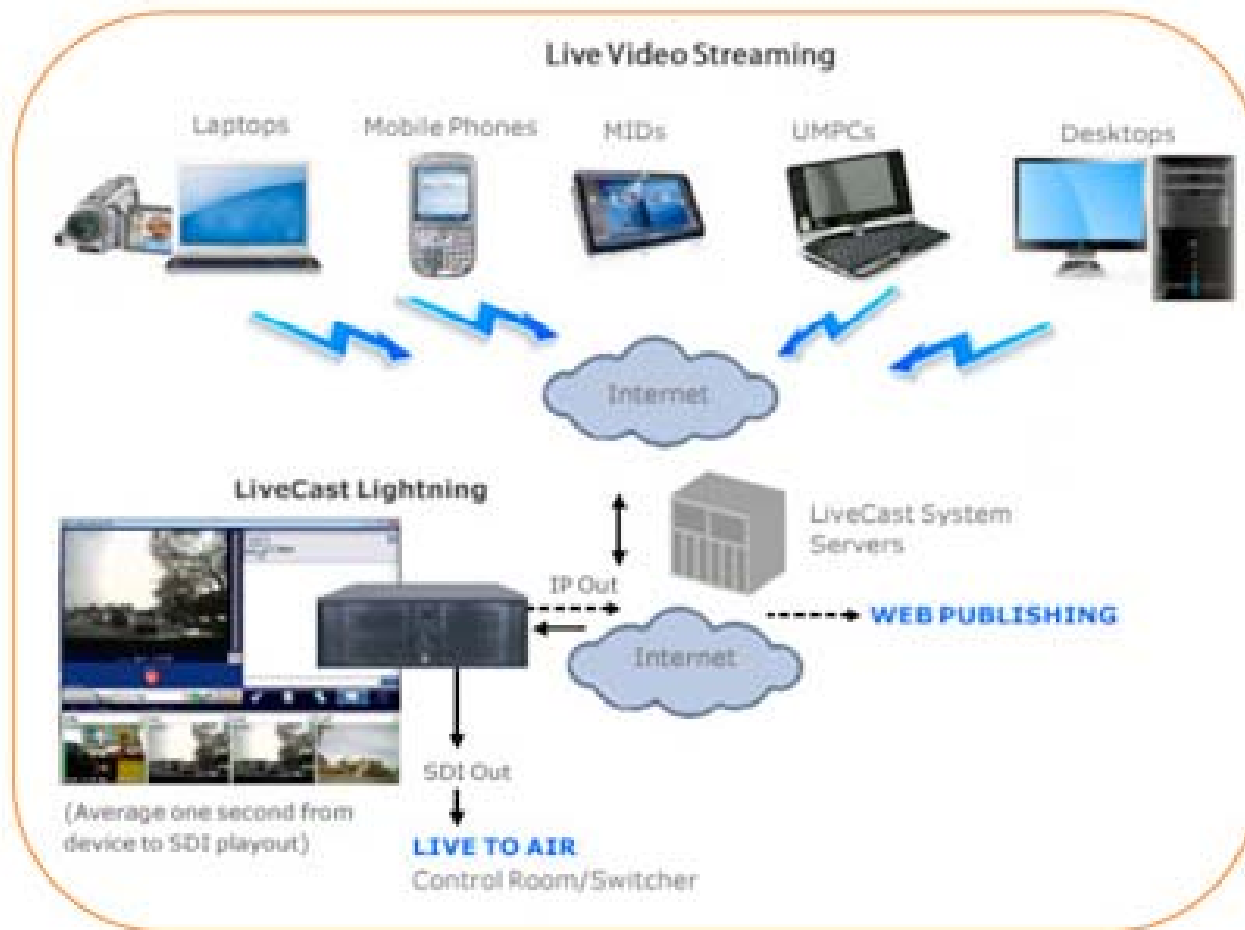 Live Video Streaming
Laptops
Mobile Phones
MIDs
UMPCs
Desktops
Internet
LiveCast Lightning
LiveCast System
Servers
IP Out
WEB PUBLISHING
Internet
SDI Out
(Average one second from
device to SDI playout)
LIVE TO AIR
Control Room/Switcher